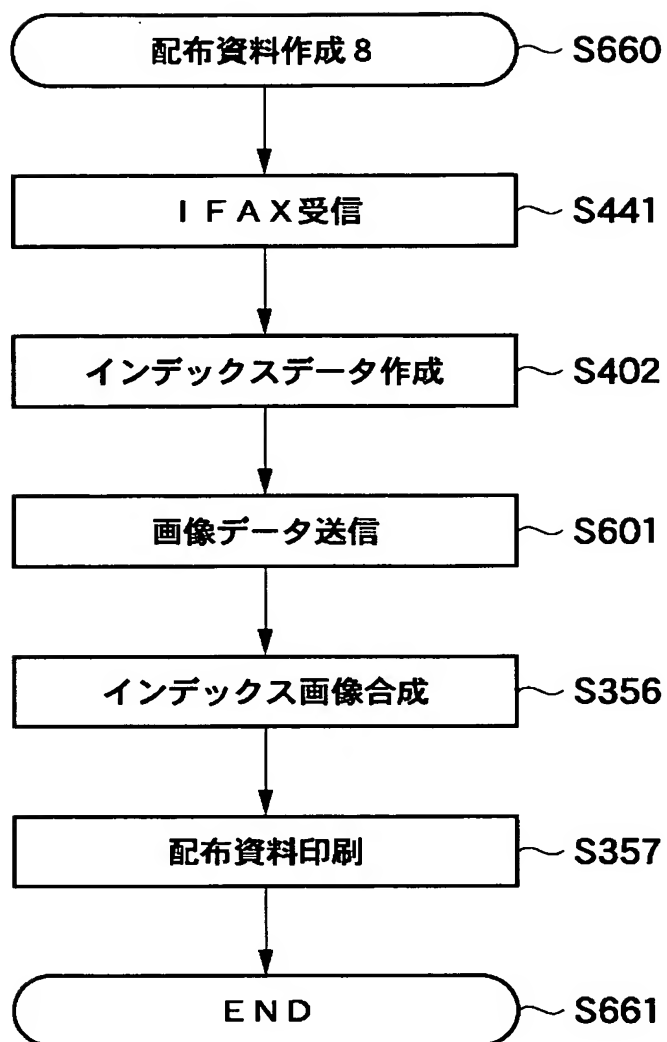 配布資料作成８ S660
ＩＦＡＸ受信 S441
インデックスデータ作成 S402
画像データ送信 S601
インデックス画像合成 S356
配布資料印刷 S357
ＥＮＤ S661